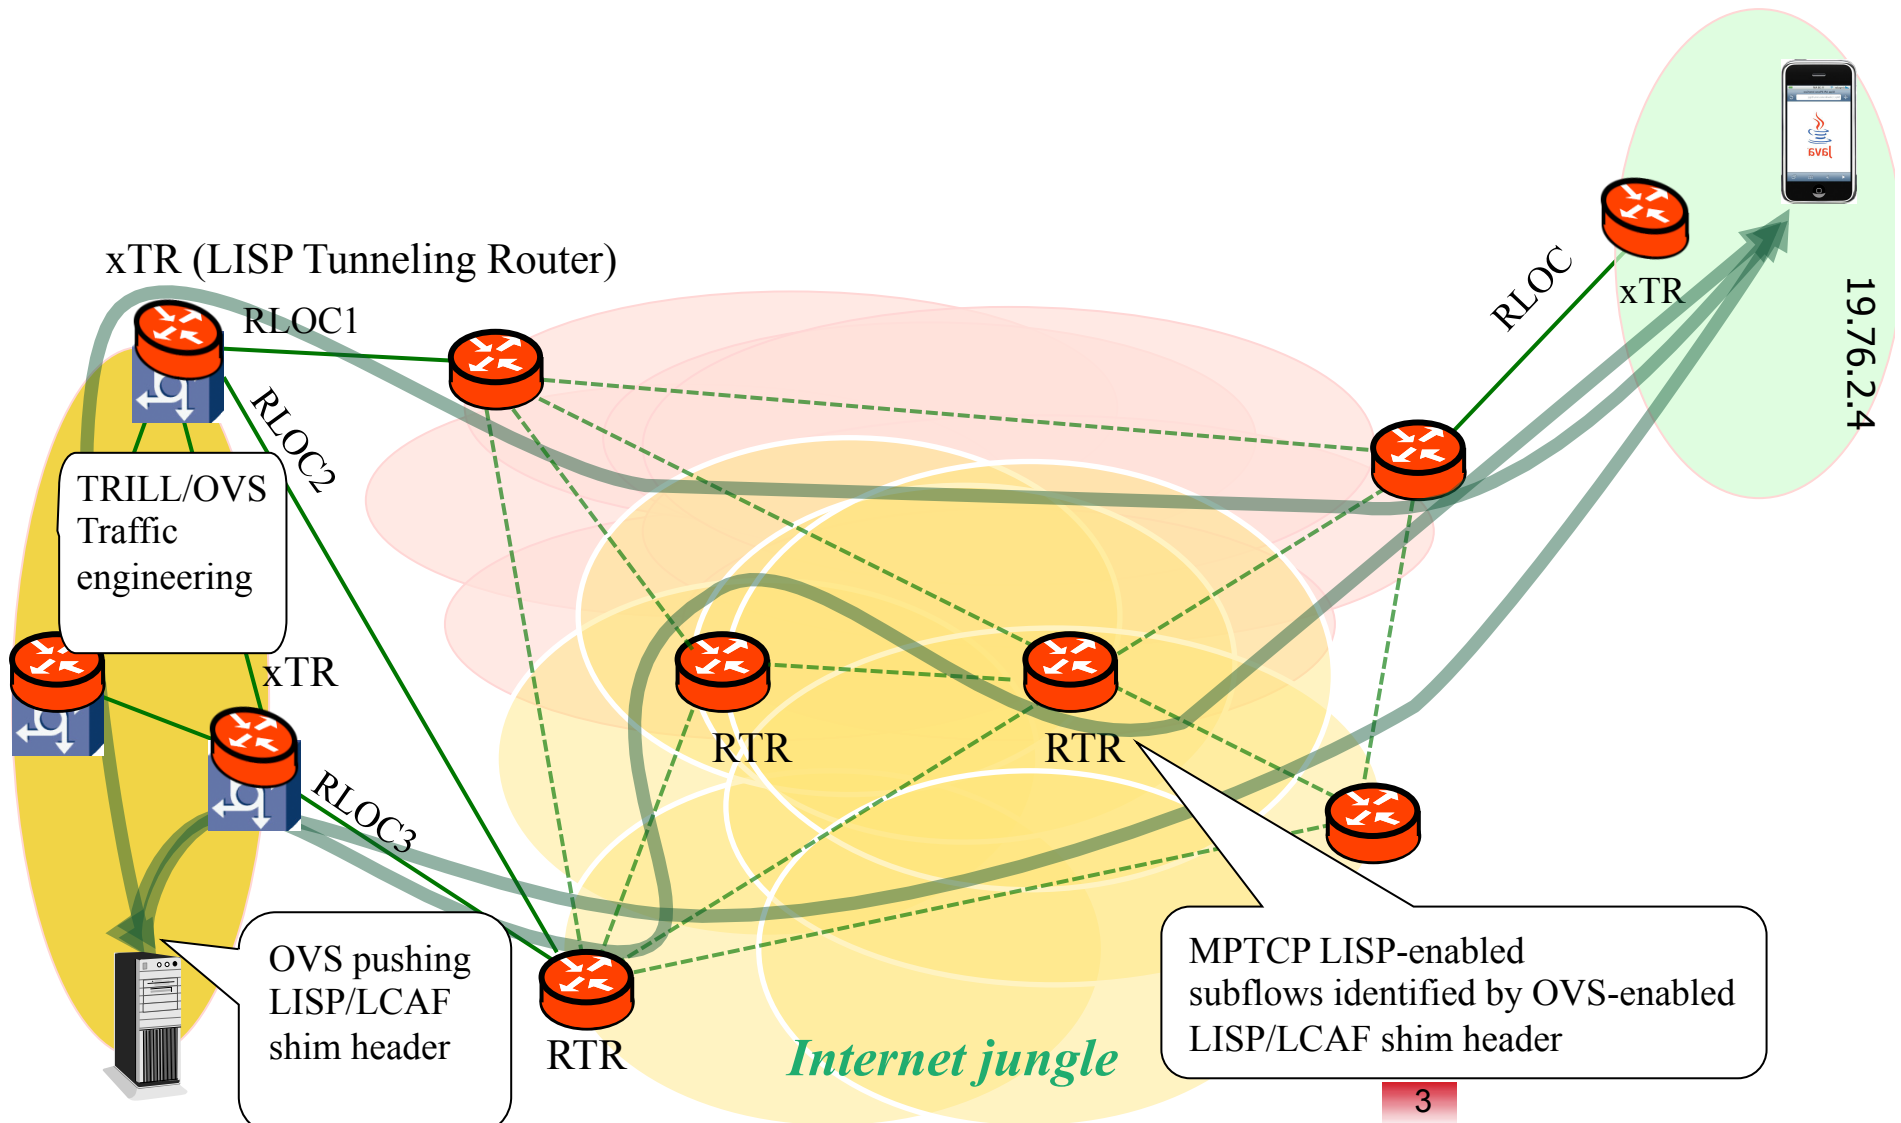 xTR (LISP Tunneling Router)
RLOC1
RLOC2
RLOC
xTR
19.76.2.4
Java
TRILL/OVS
Traffic
engineering
xTR
RLOC3
RTR
RTR
OVS pushing
LISP/LCAF
shim header
RTR
Internet jungle
MPTCP LISP-enabled
subflows identified by OVS-enabled
LISP/LCAF shim header
3